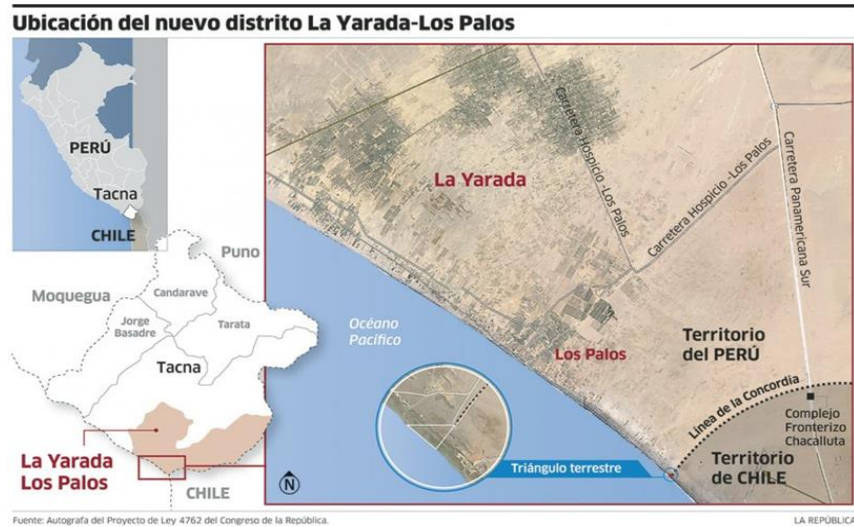 Ubicación del nuevo distrito La Yarada-Los Palos
PERÚ
Tacna
CHILE
Puno
Moquegua
Candarave
Jorge
Basadre
Tarata
Tacna
La Yarada
Los Palos
CHILE
N
Océano
Pacífico
La Yarada
Carretera Hospicio -Los Palos
Carretera Hospicio -Los Palos
Carretera Panamericana Sur
Los Palos
Territorio
del PERÚ
Línea de la Concordia
Complejo
Fronterizo
Chacalluta
Territorio
de CHILE
Triángulo terrestre
Fuente: Autografa del Proyecto de Ley 4762 del Congreso de la República.
LA REPÚBLICA